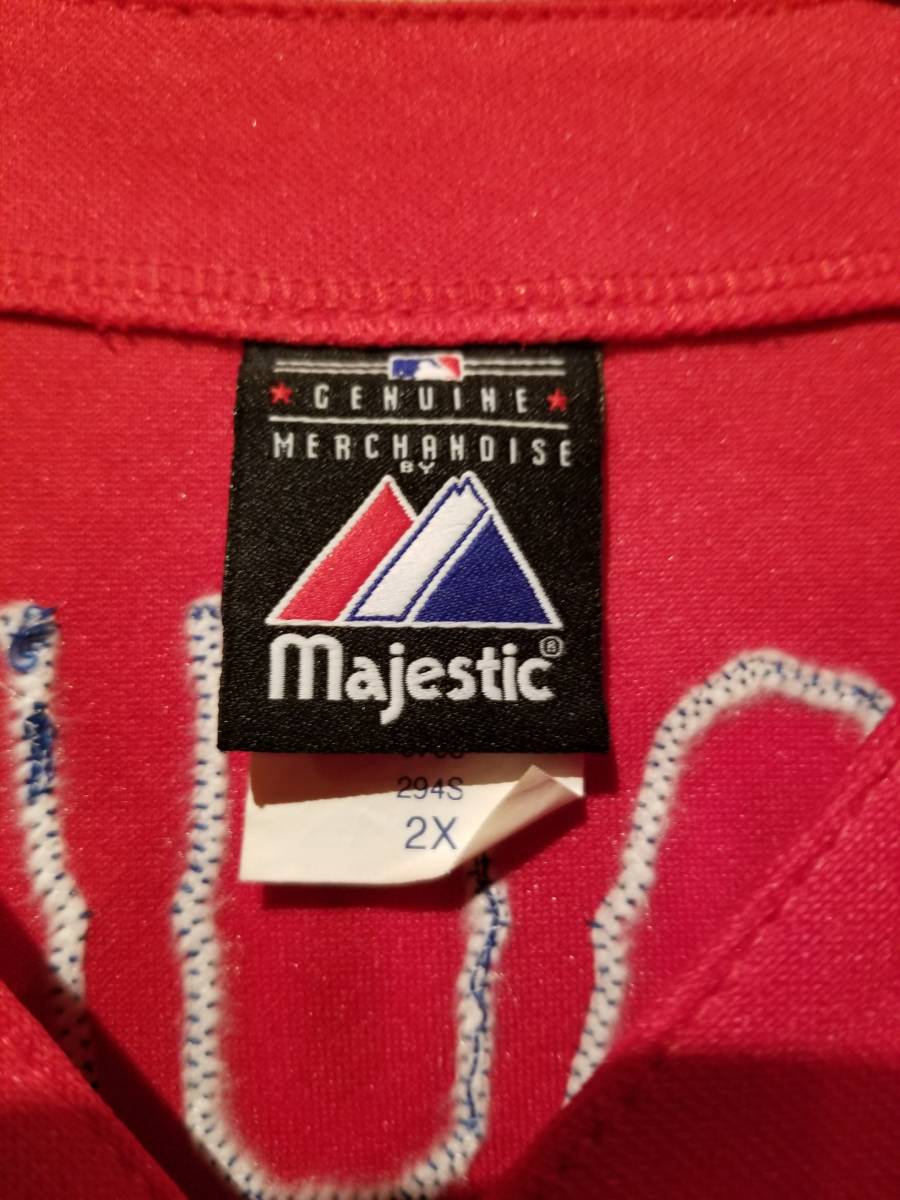 GENUINE
MERCHANDISE
BY
Majestic®
294S
2X